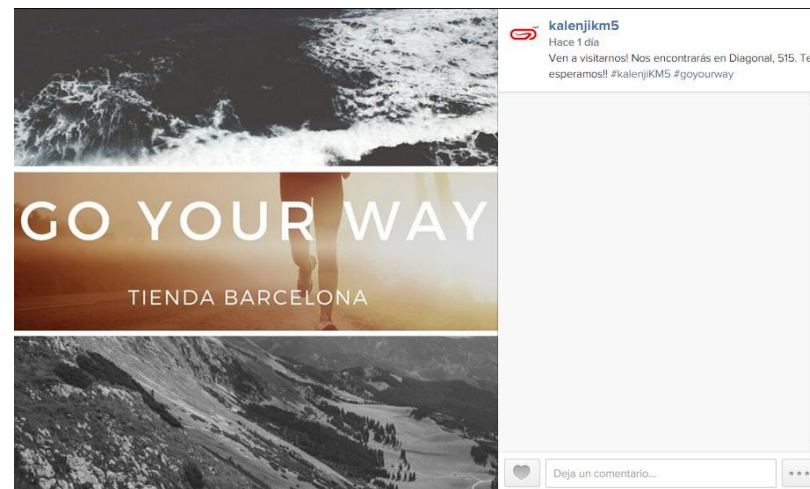 GO YOUR WAY
TIENDA BARCELONA
kalenjikm5
Hace 1 día
Ven a visitarnos! Nos encontrarás en Diagonal, 515. Te
esperamos!! #kalenjiKM5 #goyourway
Deja un comentario...